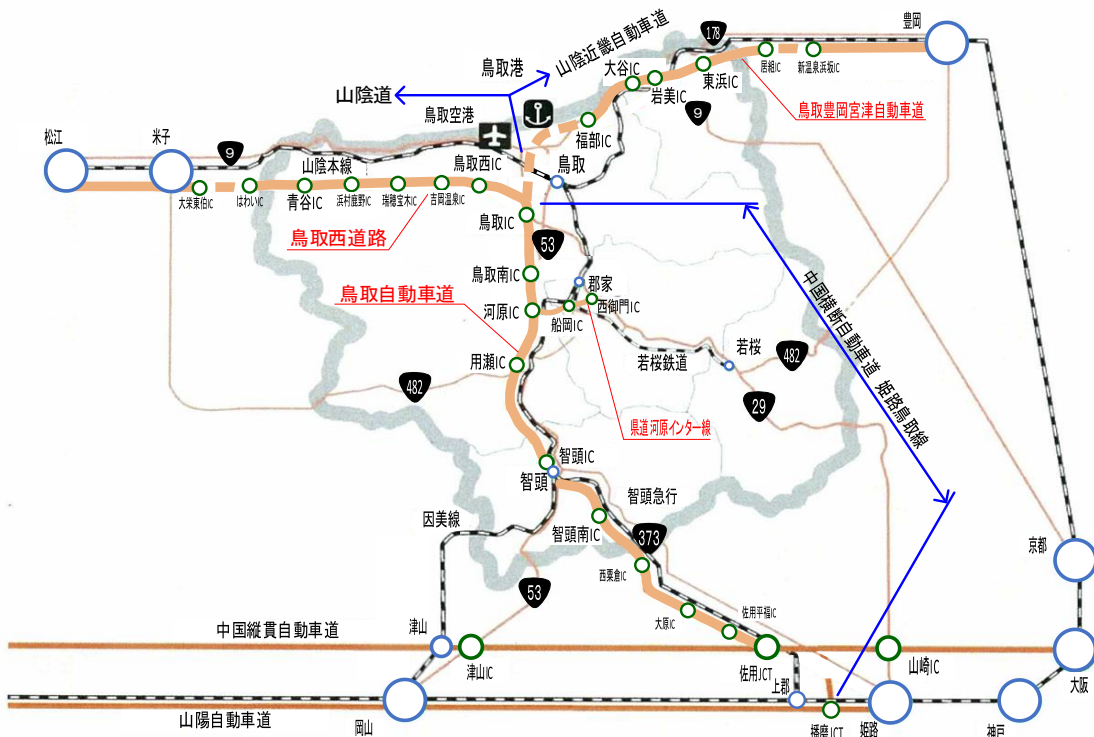 豊岡
178
山陰近畿自動車道
鳥取港
大谷IC
岩美IC
東浜IC
居組IC
新温泉浜坂IC
山陰道
鳥取空港
福部IC
9
鳥取豊岡宮津自動車道
松江
米子
9
山陰本線
鳥取西IC
鳥取
大栄東伯IC
はわいIC
青谷IC
浜村鹿野IC
瑞穂宝木IC
吉岡温泉IC
鳥取IC
鳥取西道路
53
鳥取南IC
郡家
中国横断自動車道 姫路鳥取線
鳥取自動車道
河原IC
船岡IC
西御門IC
用瀬IC
若桜鉄道
若桜
482
482
29
県道河原インター線
智頭IC
智頭
智頭急行
因美線
智頭南IC
373
京都
西粟倉IC
53
大原IC
佐用平福IC
中国縦貫自動車道
津山
津山IC
佐用JCT
山崎IC
大阪
上郡
山陽自動車道
岡山
播磨JCT
姫路
神戸